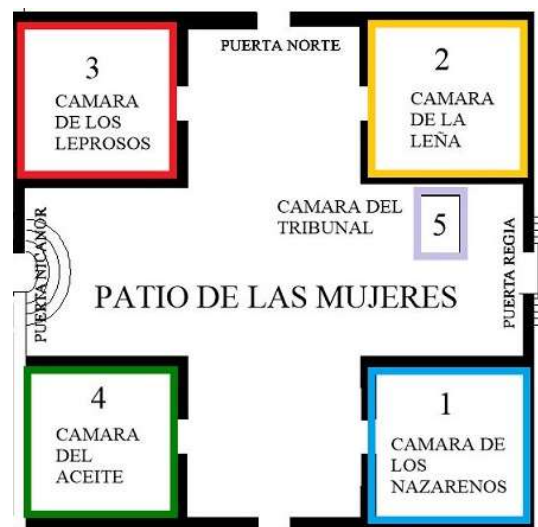 PUERTA NORTE
3
CAMARA
DE LOS
LEPROSOS
2
CAMARA
DE LA
LEÑA
CAMARA DEL
TRIBUNAL
5
PUERTA NICANOR
PUERTA REGIA
PATIO DE LAS MUJERES
4
CAMARA
DEL
ACEITE
1
CAMARA DE
LOS
NAZARENOS